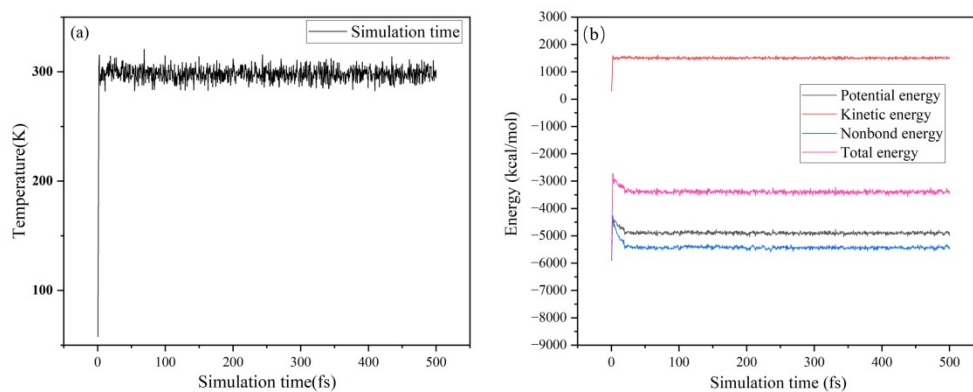 (a)
Simulation time
300
200
100
Temperature(K)
0
100
200
300
400
500
Simulation time(fs)
(b)
3000
2000
1000
0
−1000
−2000
−3000
−4000
−5000
−6000
−7000
−8000
−9000
Energy (kcal/mol)
Potential energy
Kinetic energy
Nonbond energy
Total energy
0
100
200
300
400
500
Simulation time (fs)